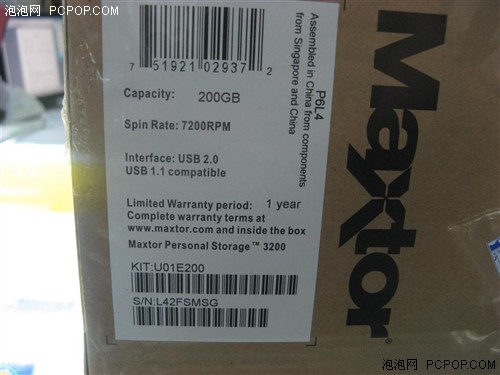 泡泡网 PCPOP.COM
7 51921 02937 2
Capacity: 200GB
Spin Rate: 7200RPM
Interface: USB 2.0
USB 1.1 compatible
Limited Warranty period: 1 year
Complete warranty terms at
www.maxtor.com and inside the box
Maxtor Personal Storage™ 3200
KIT:U01E200
S/N:L42FSMSG
P6L4
Assembled in China from components
from Singapore and China
Maxtor
泡泡网 PCPOP.COM